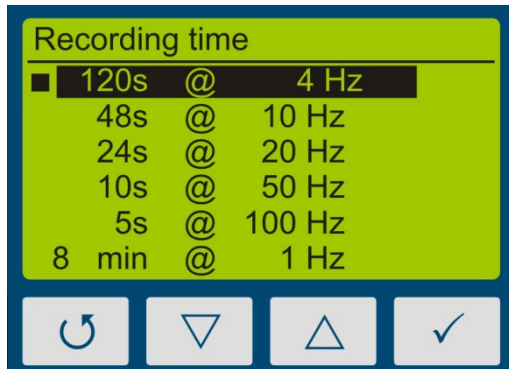 Recording time
120s @ 4 Hz
48s @ 10 Hz
24s @ 20 Hz
10s @ 50 Hz
5s @ 100 Hz
8 min @ 1 Hz